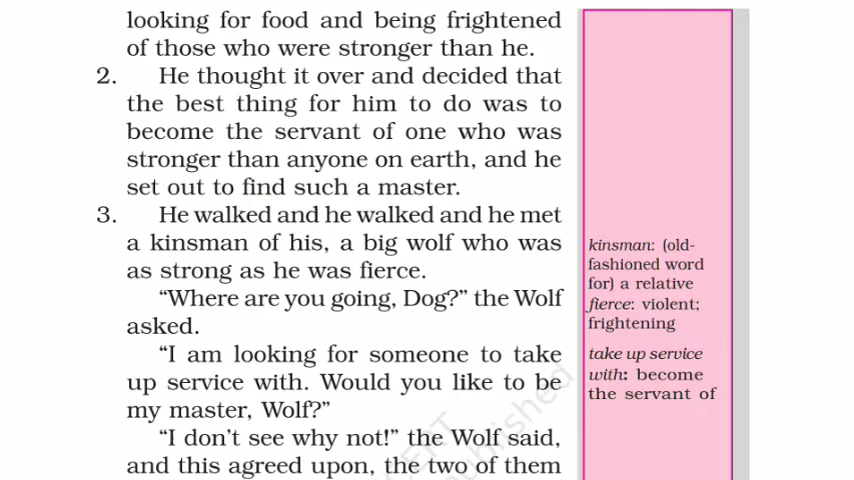 looking for food and being frightened
of those who were stronger than he.
2. He thought it over and decided that
the best thing for him to do was to
become the servant of one who was
stronger than anyone on earth, and he
set out to find such a master.
3. He walked and he walked and he met
a kinsman of his, a big wolf who was
as strong as he was fierce.
“Where are you going, Dog?” the Wolf
asked.
“I am looking for someone to take
up service with. Would you like to be
my master, Wolf?”
“I don’t see why not!” the Wolf said,
and this agreed upon, the two of them
kinsman: (old-
fashioned word
for) a relative
fierce: violent;
frightening
take up service
with: become
the servant of